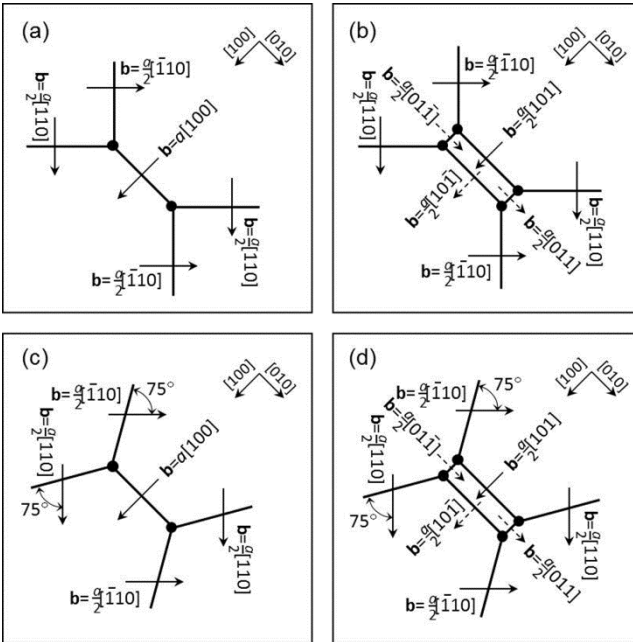 (a)
[100] [010]
b=a/2[1̄10]
b=a/2[110]
b=a[100]
b=a/2[110]
b=a/2[1̄10]
(b)
[100] [010]
b=a/2[1̄10]
b=a/2[011̄]
b=a/2[110]
b=a/2[101]
b=a/2[101̄]
b=a/2[011]
b=a/2[110]
b=a/2[1̄10]
(c)
[100] [010]
75°
b=a/2[1̄10]
b=a/2[110]
b=a[100]
75°
b=a/2[110]
b=a/2[1̄10]
(d)
[100] [010]
75°
b=a/2[1̄10]
b=a/2[011̄]
b=a/2[110]
b=a/2[101]
75°
b=a/2[101̄]
b=a/2[011]
b=a/2[110]
b=a/2[1̄10]